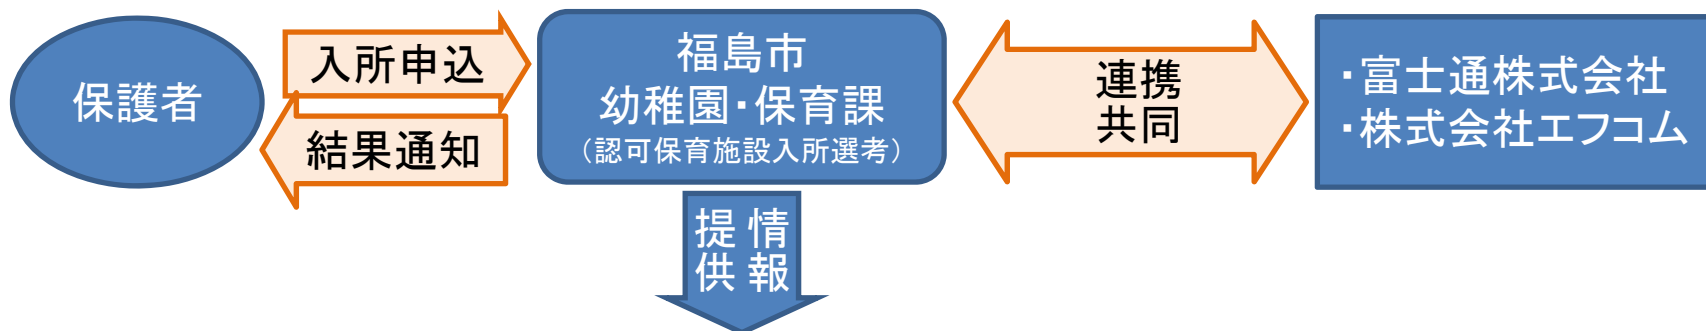 保護者
入所申込
結果通知
福島市
幼稚園・保育課
（認可保育施設入所選考）
連携
共同
・富士通株式会社
・株式会社エフコム
情報
提供